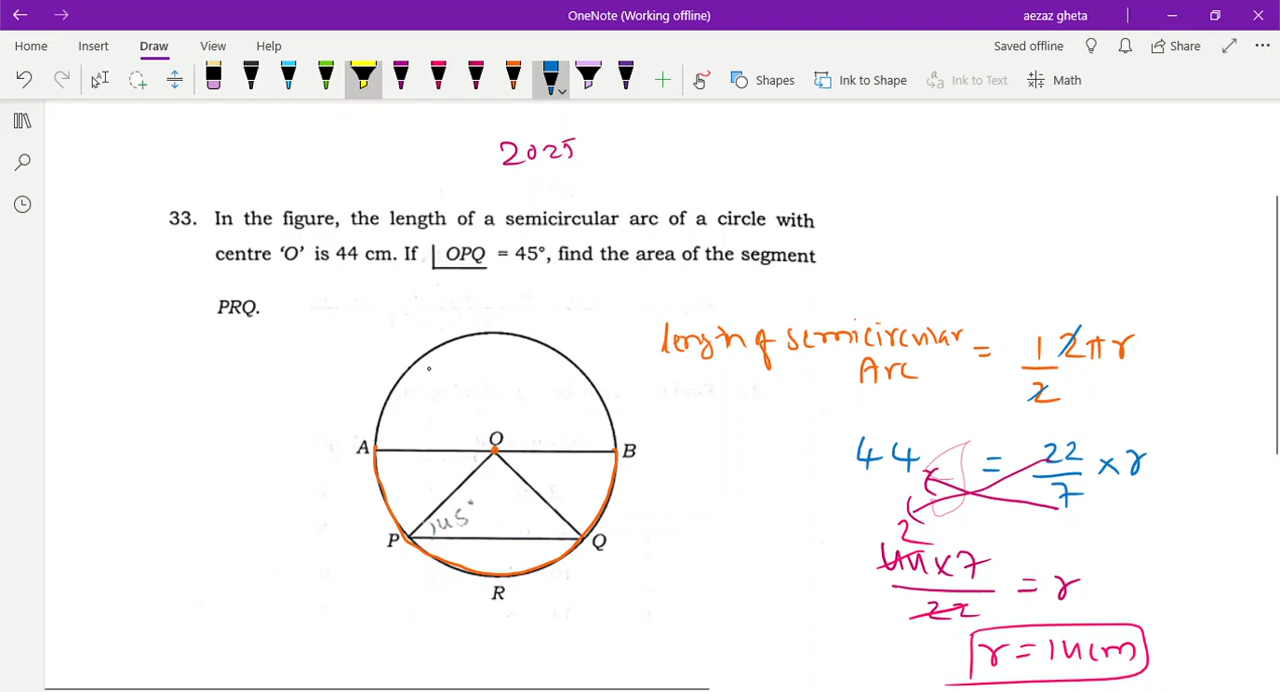 OneNote (Working offline)
aezaz gheta
Home Insert Draw View Help
Saved offline
Share
Shapes
Ink to Shape
Ink to Text
Math
2025
33. In the figure, the length of a semicircular arc of a circle with
centre ‘O’ is 44 cm. If ∠OPQ = 45°, find the area of the segment
PRQ.
length of semicircular
Arc
= 1/2 2πr
44 = 22/7 × r
2
44×7/22 = r
r = 14cm
A
O
B
45°
P
Q
R